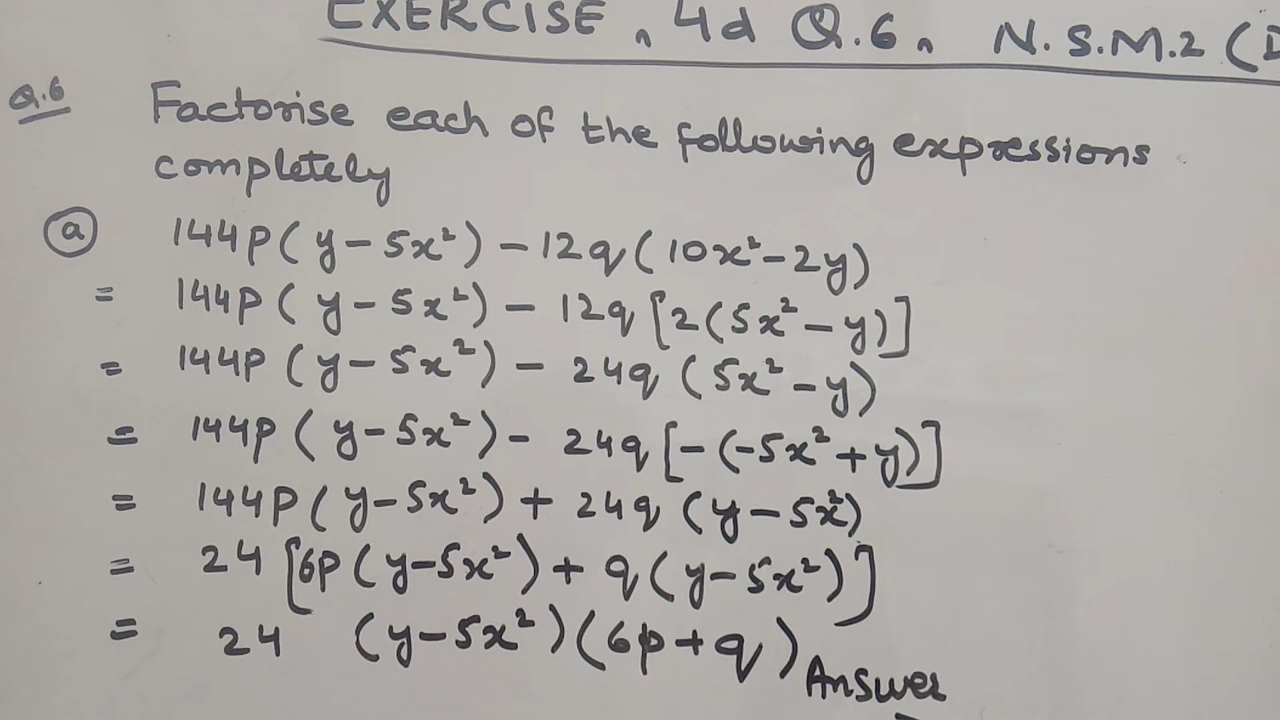 EXERCISE, 4d Q.6, N.S.M.2 (D
Q.6 Factorise each of the following expressions
completely
(a) 144p(y-5x²) - 12q(10x²-2y)
= 144p(y-5x²) - 12q[2(5x²-y)]
= 144p(y-5x²) - 24q(5x²-y)
= 144p(y-5x²) - 24q[-(-5x²+y)]
= 144p(y-5x²) + 24q(y-5x²)
= 24[6p(y-5x²) + q(y-5x²)]
= 24 (y-5x²)(6p+q) Answer